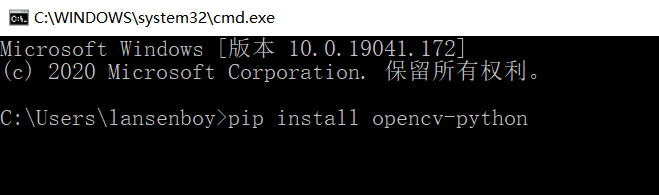 C:\WINDOWS\system32\cmd.exe
Microsoft Windows [版本 10.0.19041.172]
(c) 2020 Microsoft Corporation. 保留所有权利。
C:\Users\lansenboy>pip install opencv-python